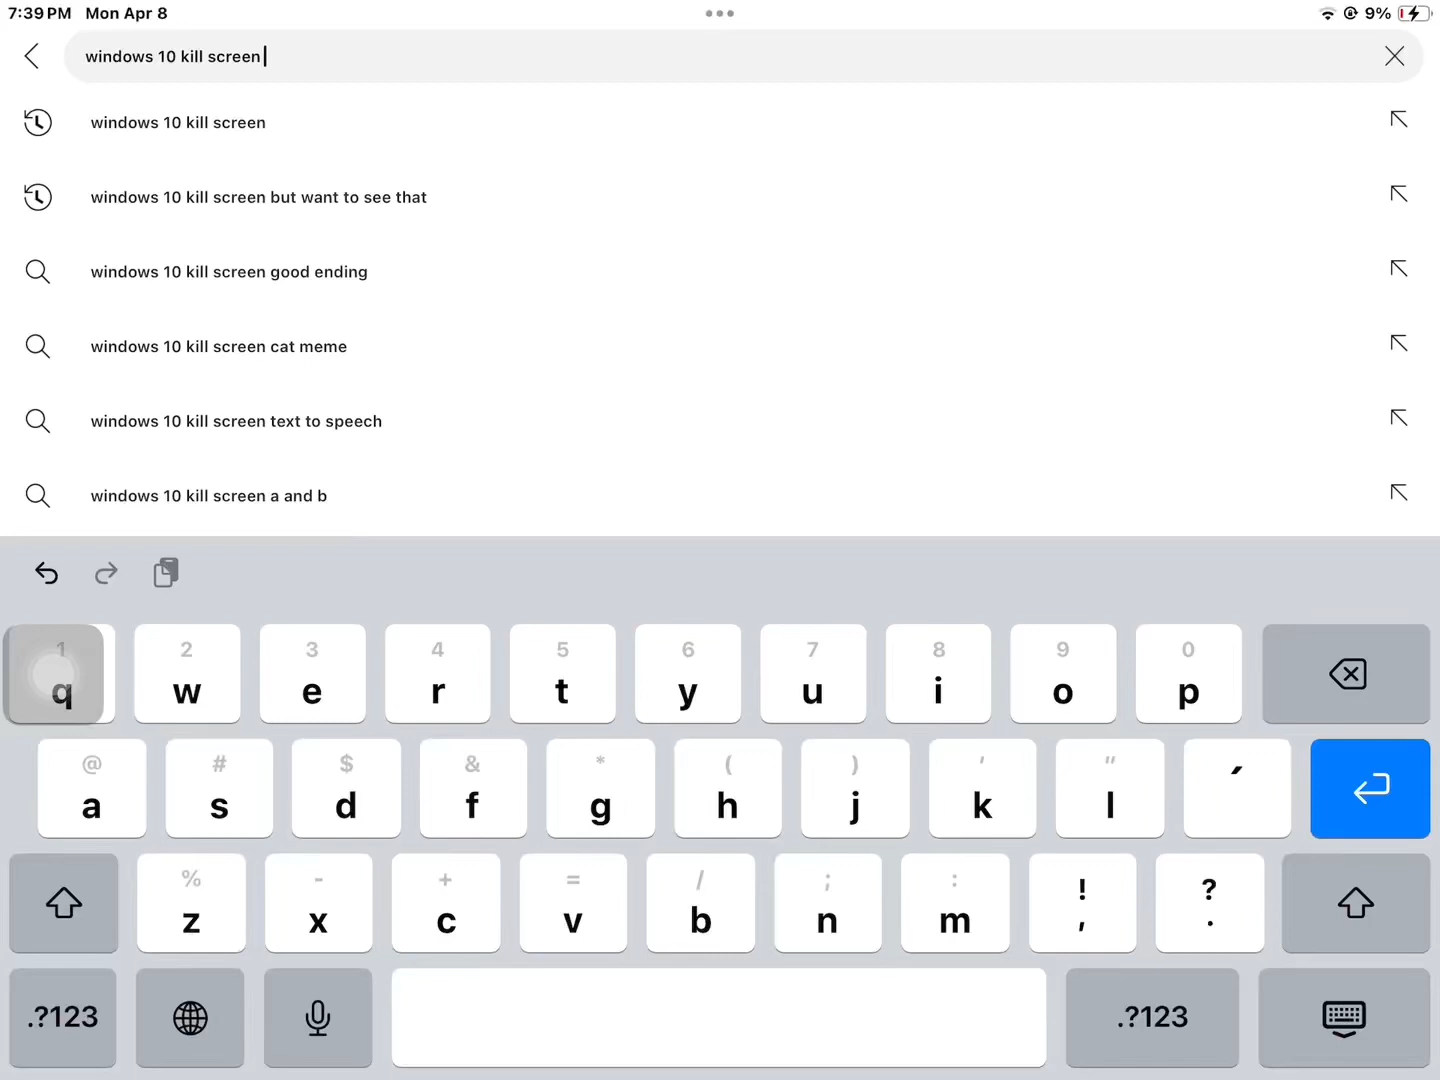 7:39 PM Mon Apr 8 9%
windows 10 kill screen
windows 10 kill screen
windows 10 kill screen but want to see that
windows 10 kill screen good ending
windows 10 kill screen cat meme
windows 10 kill screen text to speech
windows 10 kill screen a and b
1 2 3 4 5 6 7 8 9 0
q w e r t y u i o p
@ # $ & * ( ) ' "
a s d f g h j k l ´
% - + = / ; : ! ?
z x c v b n m , .
.?123 .?123